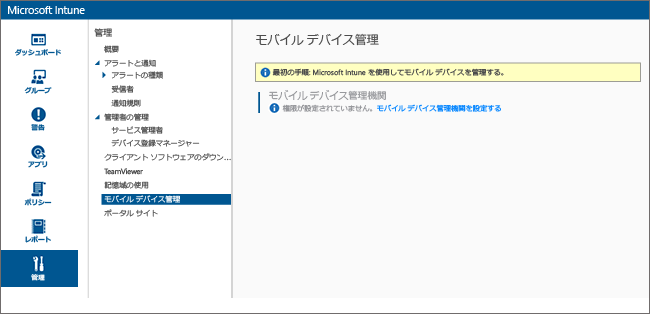 Microsoft Intune
ダッシュボード
グループ
警告
アプリ
ポリシー
レポート
管理
管理
概要
アラートと通知
アラートの種類
受信者
通知規則
管理者の管理
サービス管理者
デバイス登録マネージャー
クライアント ソフトウェアのダウン...
TeamViewer
記憶域の使用
モバイル デバイス管理
ポータル サイト
モバイル デバイス管理
最初の手順: Microsoft Intune を使用してモバイル デバイスを管理する。
モバイル デバイス管理機関
権限が設定されていません。モバイル デバイス管理機関を設定する